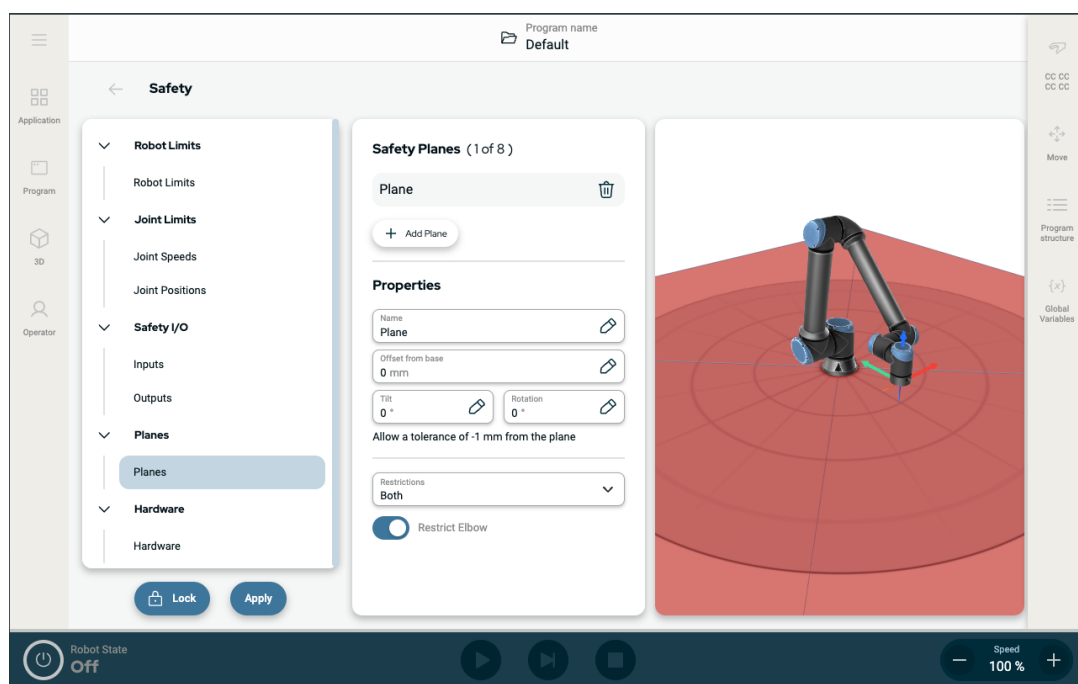 Program name
Default
Safety
Application
Program
3D
Operator
Robot Limits
Robot Limits
Joint Limits
Joint Speeds
Joint Positions
Safety I/O
Inputs
Outputs
Planes
Planes
Hardware
Hardware
Lock
Apply
Safety Planes (1 of 8)
Plane
Add Plane
Properties
Name
Plane
Offset from base
0 mm
Tilt
0 °
Rotation
0 °
Allow a tolerance of -1 mm from the plane
Restrictions
Both
Restrict Elbow
CC CC
CC CC
Move
Program
structure
{x}
Global
Variables
Robot State
Off
Speed
100 %